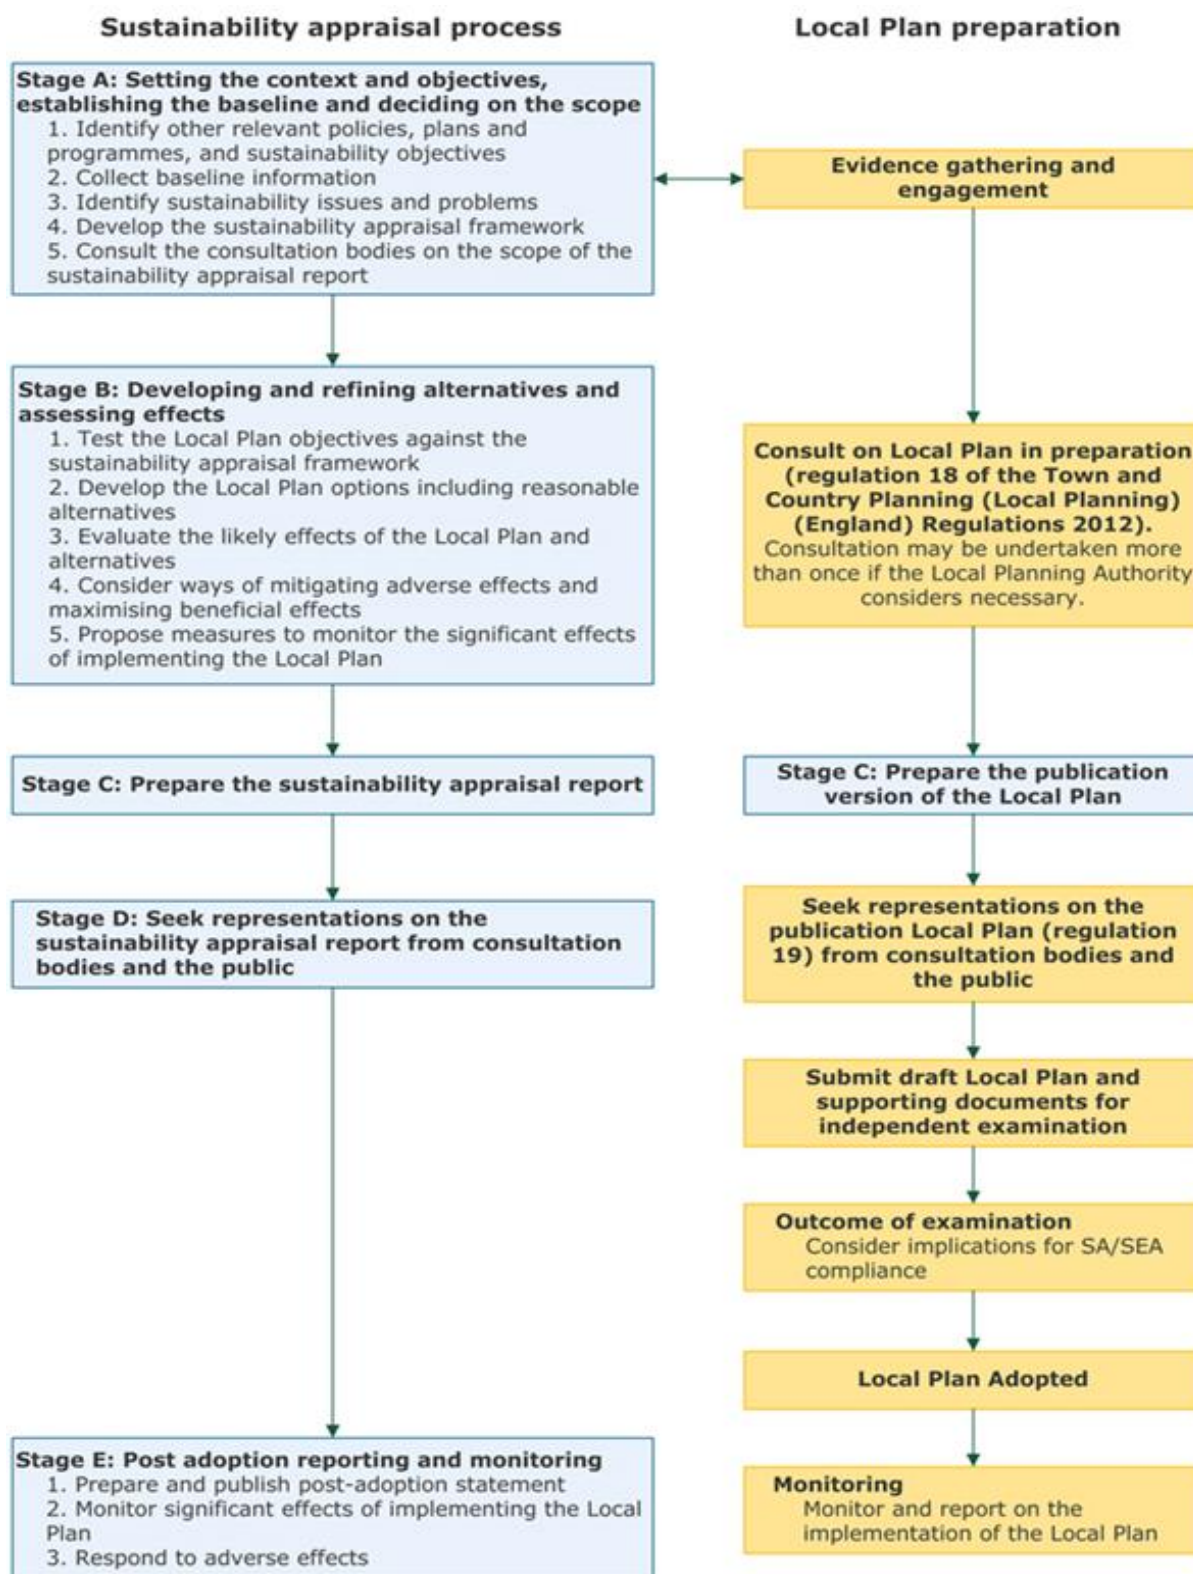 Sustainability appraisal process
Local Plan preparation
Stage A: Setting the context and objectives,
establishing the baseline and deciding on the scope
1. Identify other relevant policies, plans and
programmes, and sustainability objectives
2. Collect baseline information
3. Identify sustainability issues and problems
4. Develop the sustainability appraisal framework
5. Consult the consultation bodies on the scope of the
sustainability appraisal report
Evidence gathering and
engagement
Stage B: Developing and refining alternatives and
assessing effects
1. Test the Local Plan objectives against the
sustainability appraisal framework
2. Develop the Local Plan options including reasonable
alternatives
3. Evaluate the likely effects of the Local Plan and
alternatives
4. Consider ways of mitigating adverse effects and
maximising beneficial effects
5. Propose measures to monitor the significant effects
of implementing the Local Plan
Consult on Local Plan in preparation
(regulation 18 of the Town and
Country Planning (Local Planning)
(England) Regulations 2012).
Consultation may be undertaken more
than once if the Local Planning Authority
considers necessary.
Stage C: Prepare the sustainability appraisal report
Stage C: Prepare the publication
version of the Local Plan
Stage D: Seek representations on the
sustainability appraisal report from consultation
bodies and the public
Seek representations on the
publication Local Plan (regulation
19) from consultation bodies and
the public
Submit draft Local Plan and
supporting documents for
independent examination
Outcome of examination
Consider implications for SA/SEA
compliance
Local Plan Adopted
Stage E: Post adoption reporting and monitoring
1. Prepare and publish post-adoption statement
2. Monitor significant effects of implementing the Local
Plan
3. Respond to adverse effects
Monitoring
Monitor and report on the
implementation of the Local Plan